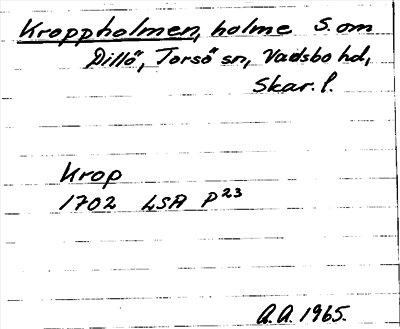 Kroppholmen, holme S. om
Dillö, Torsö sn, Vadsbo hd,
Skar. l.
Krop
1702 LSA P23
A.A. 1965.